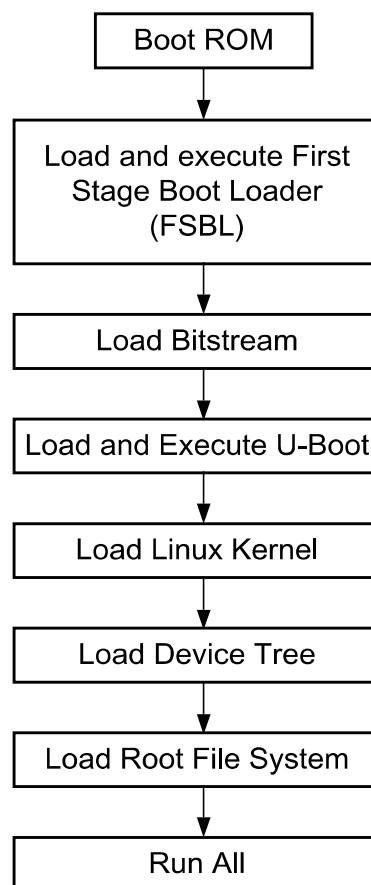 Boot ROM
Load and execute First
Stage Boot Loader
(FSBL)
Load Bitstream
Load and Execute U-Boot
Load Linux Kernel
Load Device Tree
Load Root File System
Run All